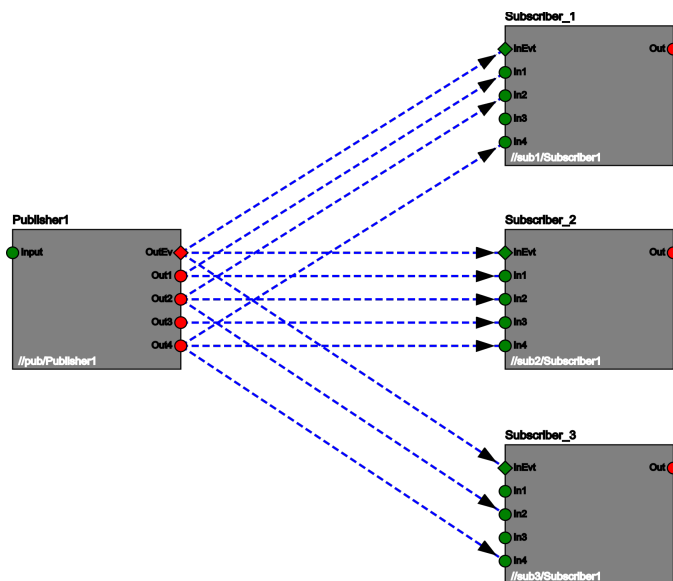 Subscriber_1
InEvt Out
In1
In2
In3
In4
//sub1/Subscriber1
Publisher1
Input OutEv
Out1
Out2
Out3
Out4
//pub/Publisher1
Subscriber_2
InEvt Out
In1
In2
In3
In4
//sub2/Subscriber1
Subscriber_3
InEvt Out
In1
In2
In3
In4
//sub3/Subscriber1